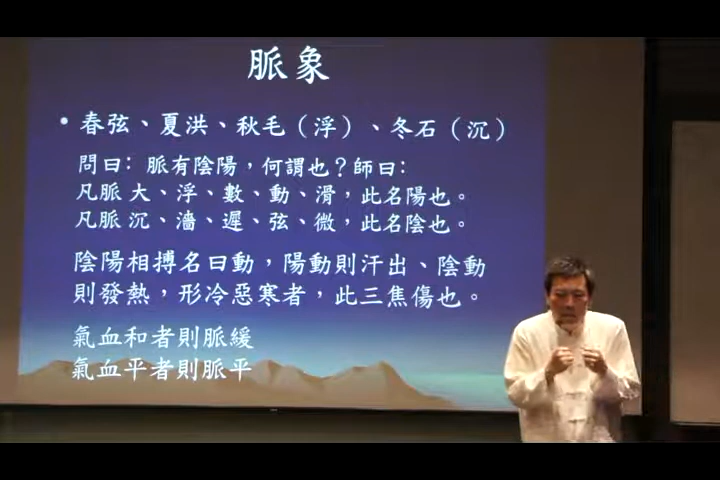 脈象
•春弦、夏洪、秋毛（浮）、冬石（沉）
問曰：脈有陰陽，何謂也？師曰：
凡脈 大、浮、數、動、滑，此名陽也。
凡脈 沉、濇、遲、弦、微，此名陰也。
陰陽相搏名曰動，陽動則汗出、陰動
則發熱，形冷惡寒者，此三焦傷也。
氣血和者則脈緩
氣血平者則脈平